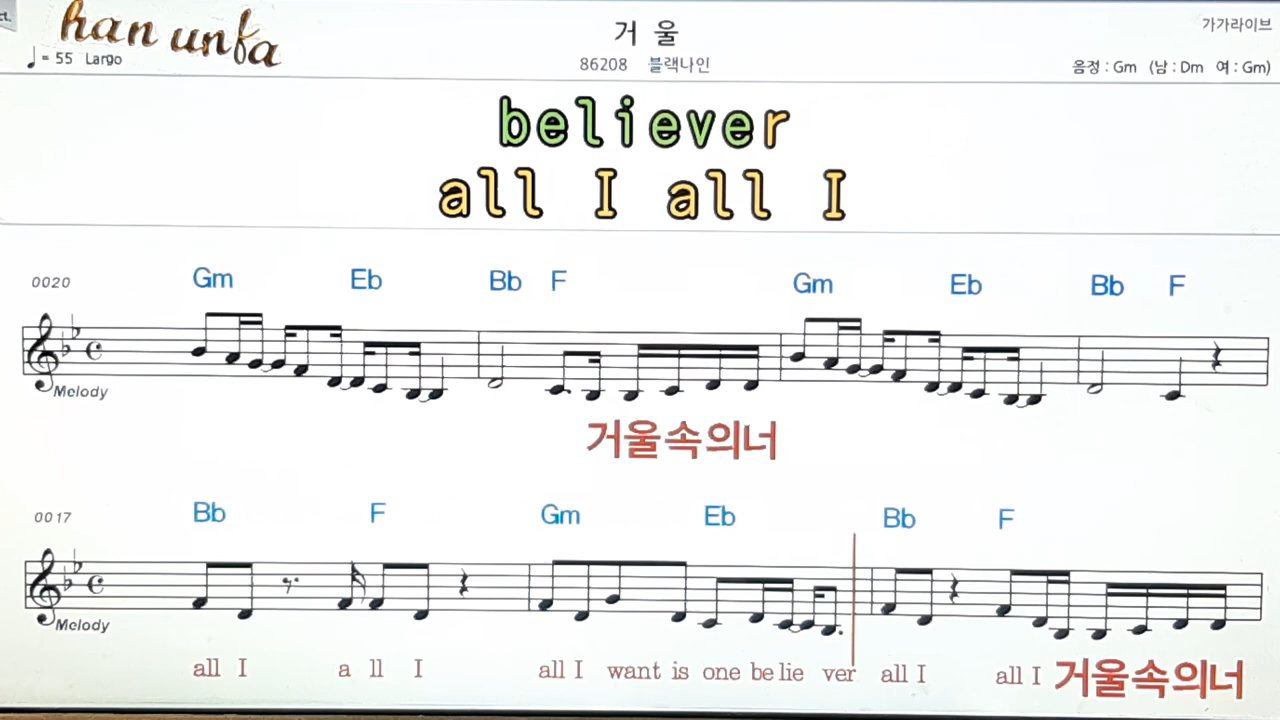 ct.
han unfa
거 울
가가라이브
♩ = 55 Largo
86208 블랙나인
음정 : Gm (남 : Dm 여 : Gm)
believer
all I all I
0020 Gm Eb Bb F Gm Eb Bb F
Melody
거울속의너
0017 Bb F Gm Eb Bb F
Melody
all I a ll I all I want is one be lie ver all I all I 거울속의너